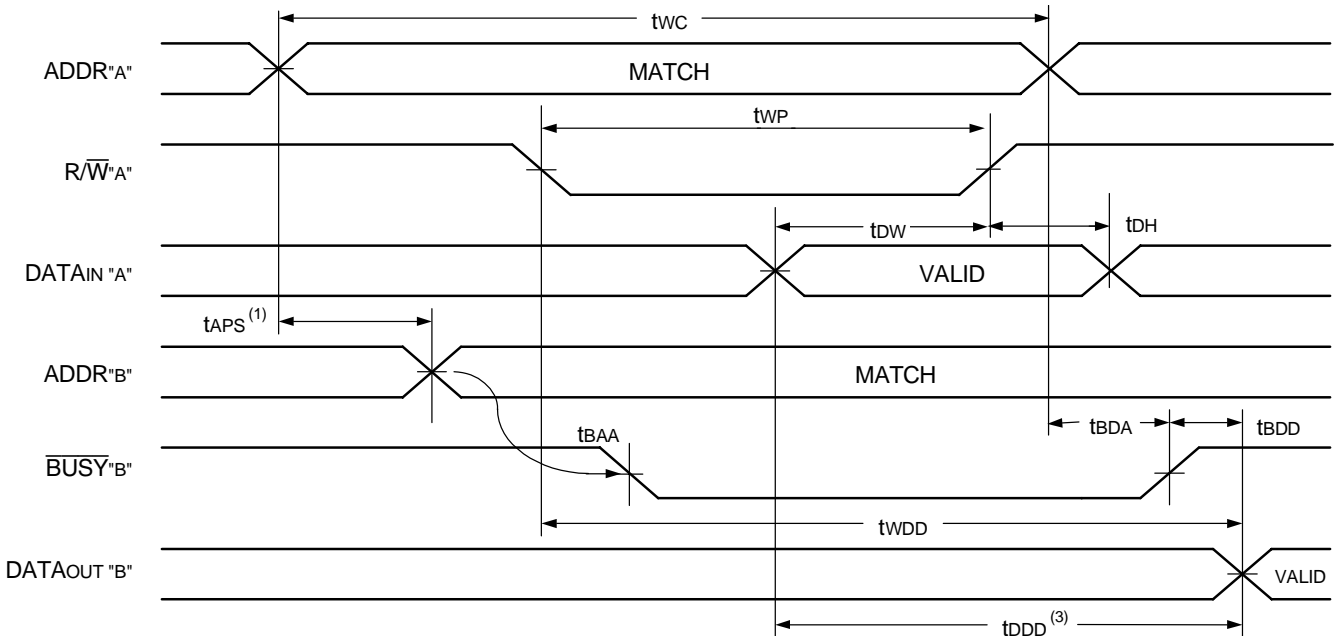 tWC
ADDR"A"
MATCH
tWP
R/W̅"A"
tDW
tDH
DATAIN "A"
VALID
tAPS (1)
ADDR"B"
MATCH
tBAA
tBDA
tBDD
B̅U̅S̅Y̅"B"
tWDD
DATAOUT "B"
VALID
tDDD (3)